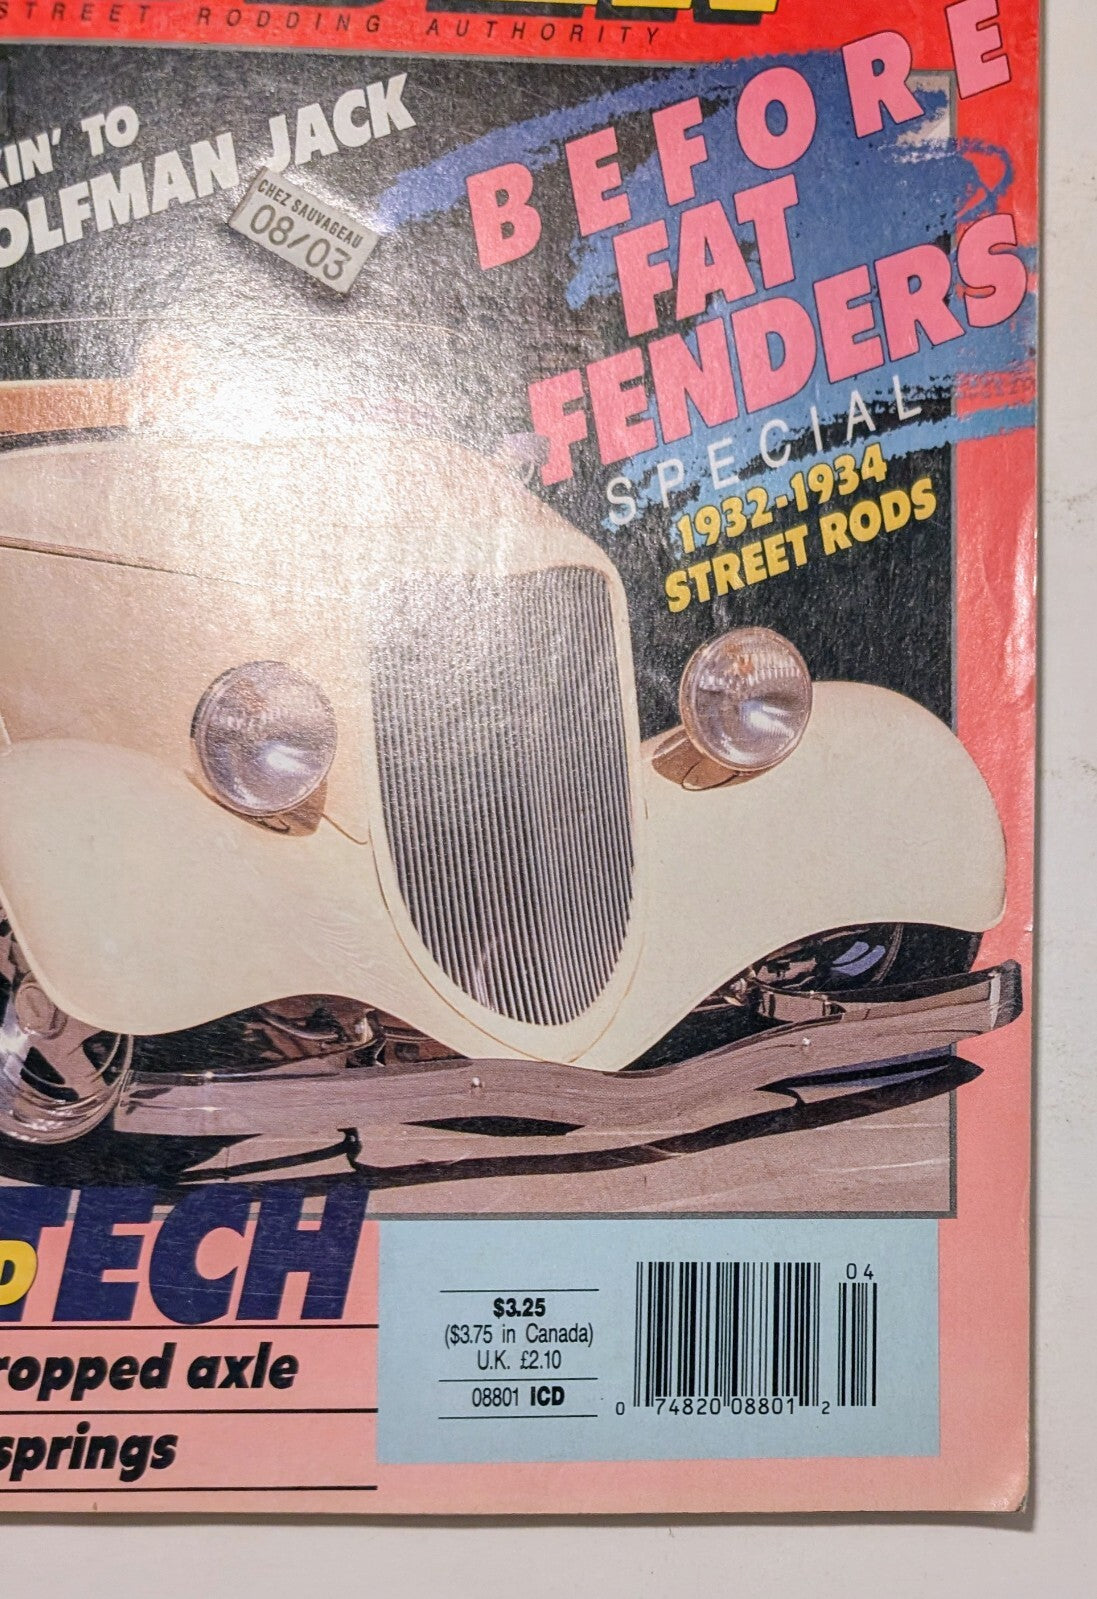 STREET RODDING AUTHORITY
KIN' TO
OLFMAN JACK
CHEZ SAUVAGEAU
08/03
BEFORE
FAT
FENDERS
SPECIAL
1932-1934
STREET RODS
TECH
ropped axle
springs
$3.25
($3.75 in Canada)
U.K. £2.10
08801 ICD
04
0 74820 08801 2